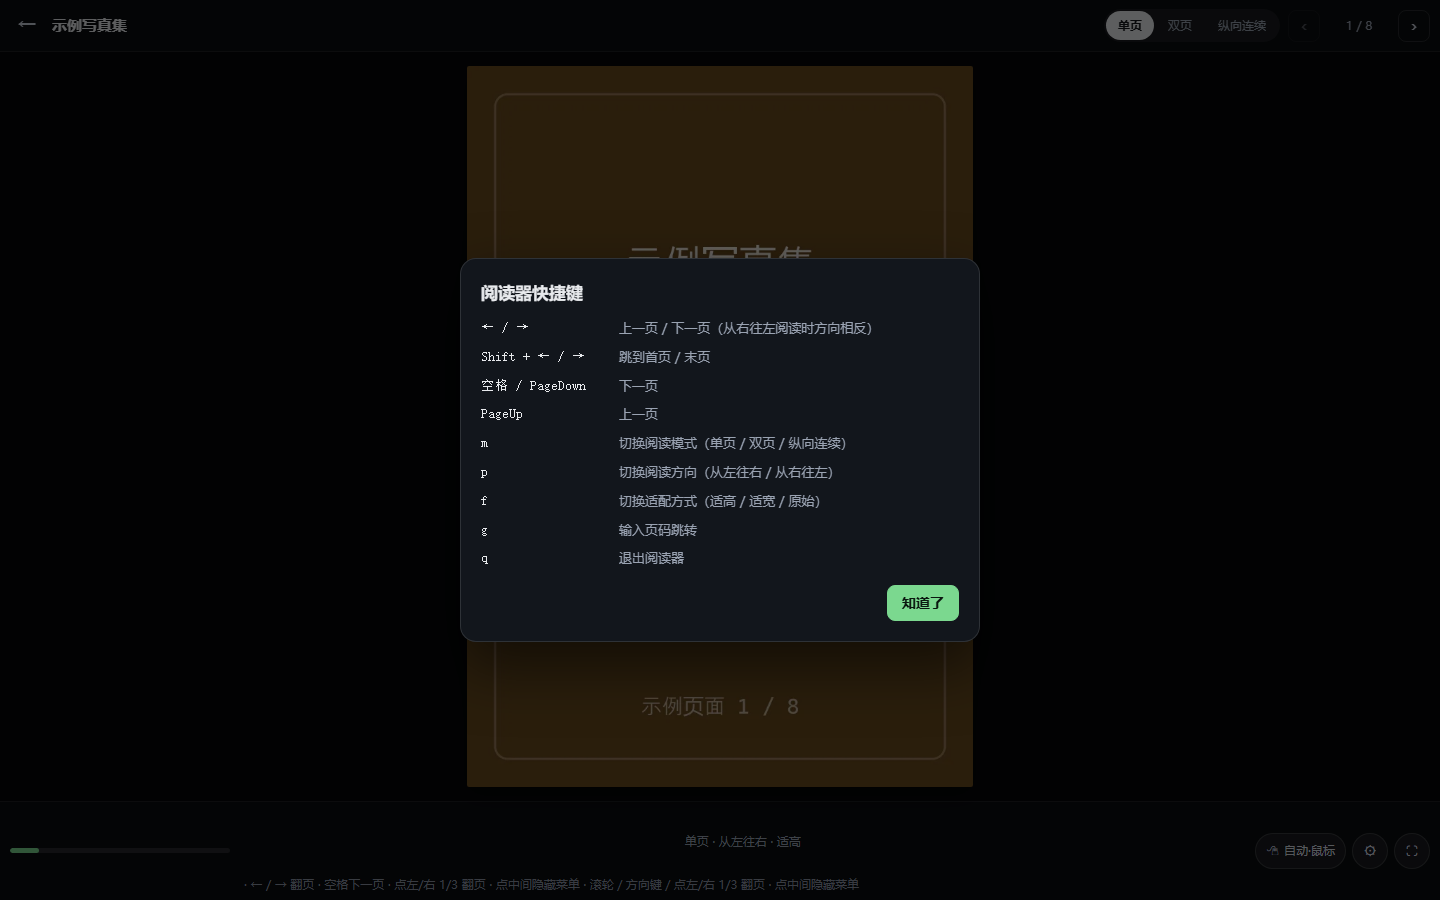 ← 示例写真集 单页 双页 纵向连续 ‹ 1 / 8 ›
示例写真集
阅读器快捷键
← / → 上一页 / 下一页（从右往左阅读时方向相反）
Shift + ← / → 跳到首页 / 末页
空格 / PageDown 下一页
PageUp 上一页
m 切换阅读模式（单页 / 双页 / 纵向连续）
p 切换阅读方向（从左往右 / 从右往左）
f 切换适配方式（适高 / 适宽 / 原始）
g 输入页码跳转
q 退出阅读器
知道了
示例页面 1 / 8
单页 · 从左往右 · 适高
自动·鼠标
· ← / → 翻页 · 空格下一页 · 点左/右 1/3 翻页 · 点中间隐藏菜单 · 滚轮 / 方向键 / 点左/右 1/3 翻页 · 点中间隐藏菜单